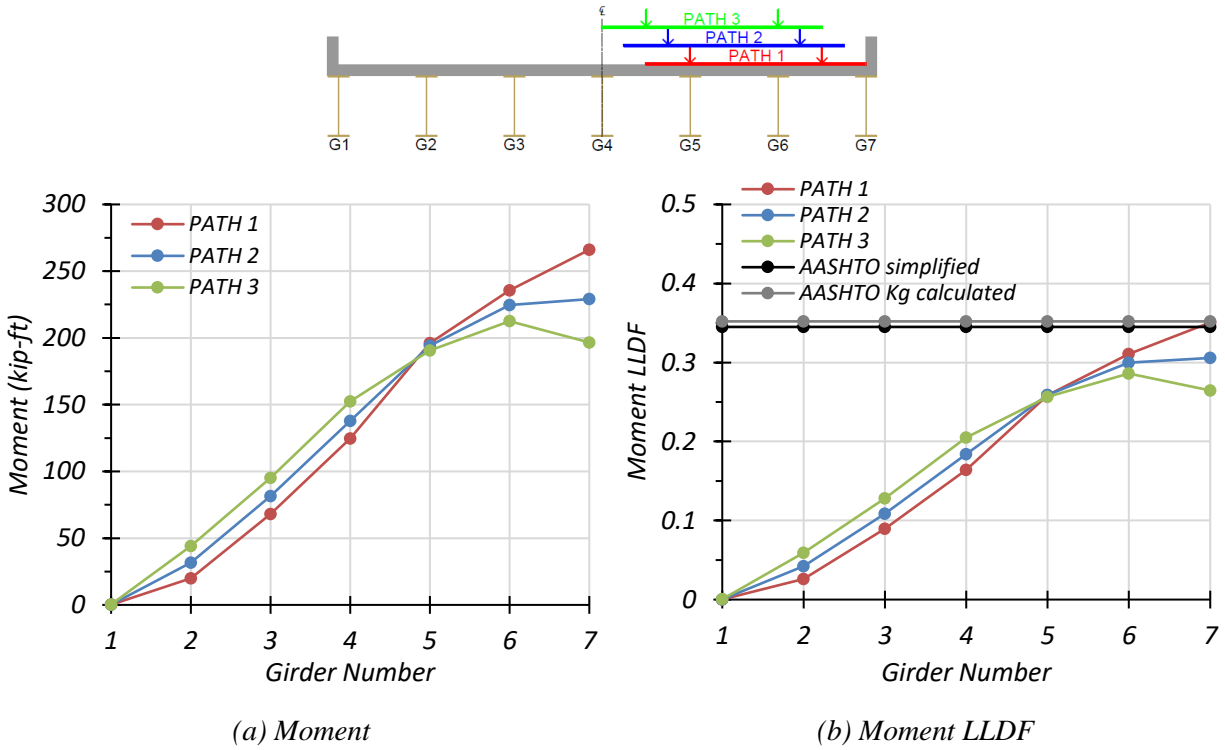 ℄
PATH 3
PATH 2
PATH 1
G1 G2 G3 G4 G5 G6 G7
Moment (kip-ft)
300
250
200
150
100
50
0
PATH 1
PATH 2
PATH 3
1 2 3 4 5 6 7
Girder Number
(a) Moment
Moment LLDF
0.5
0.4
0.3
0.2
0.1
0
PATH 1
PATH 2
PATH 3
AASHTO simplified
AASHTO Kg calculated
1 2 3 4 5 6 7
Girder Number
(b) Moment LLDF